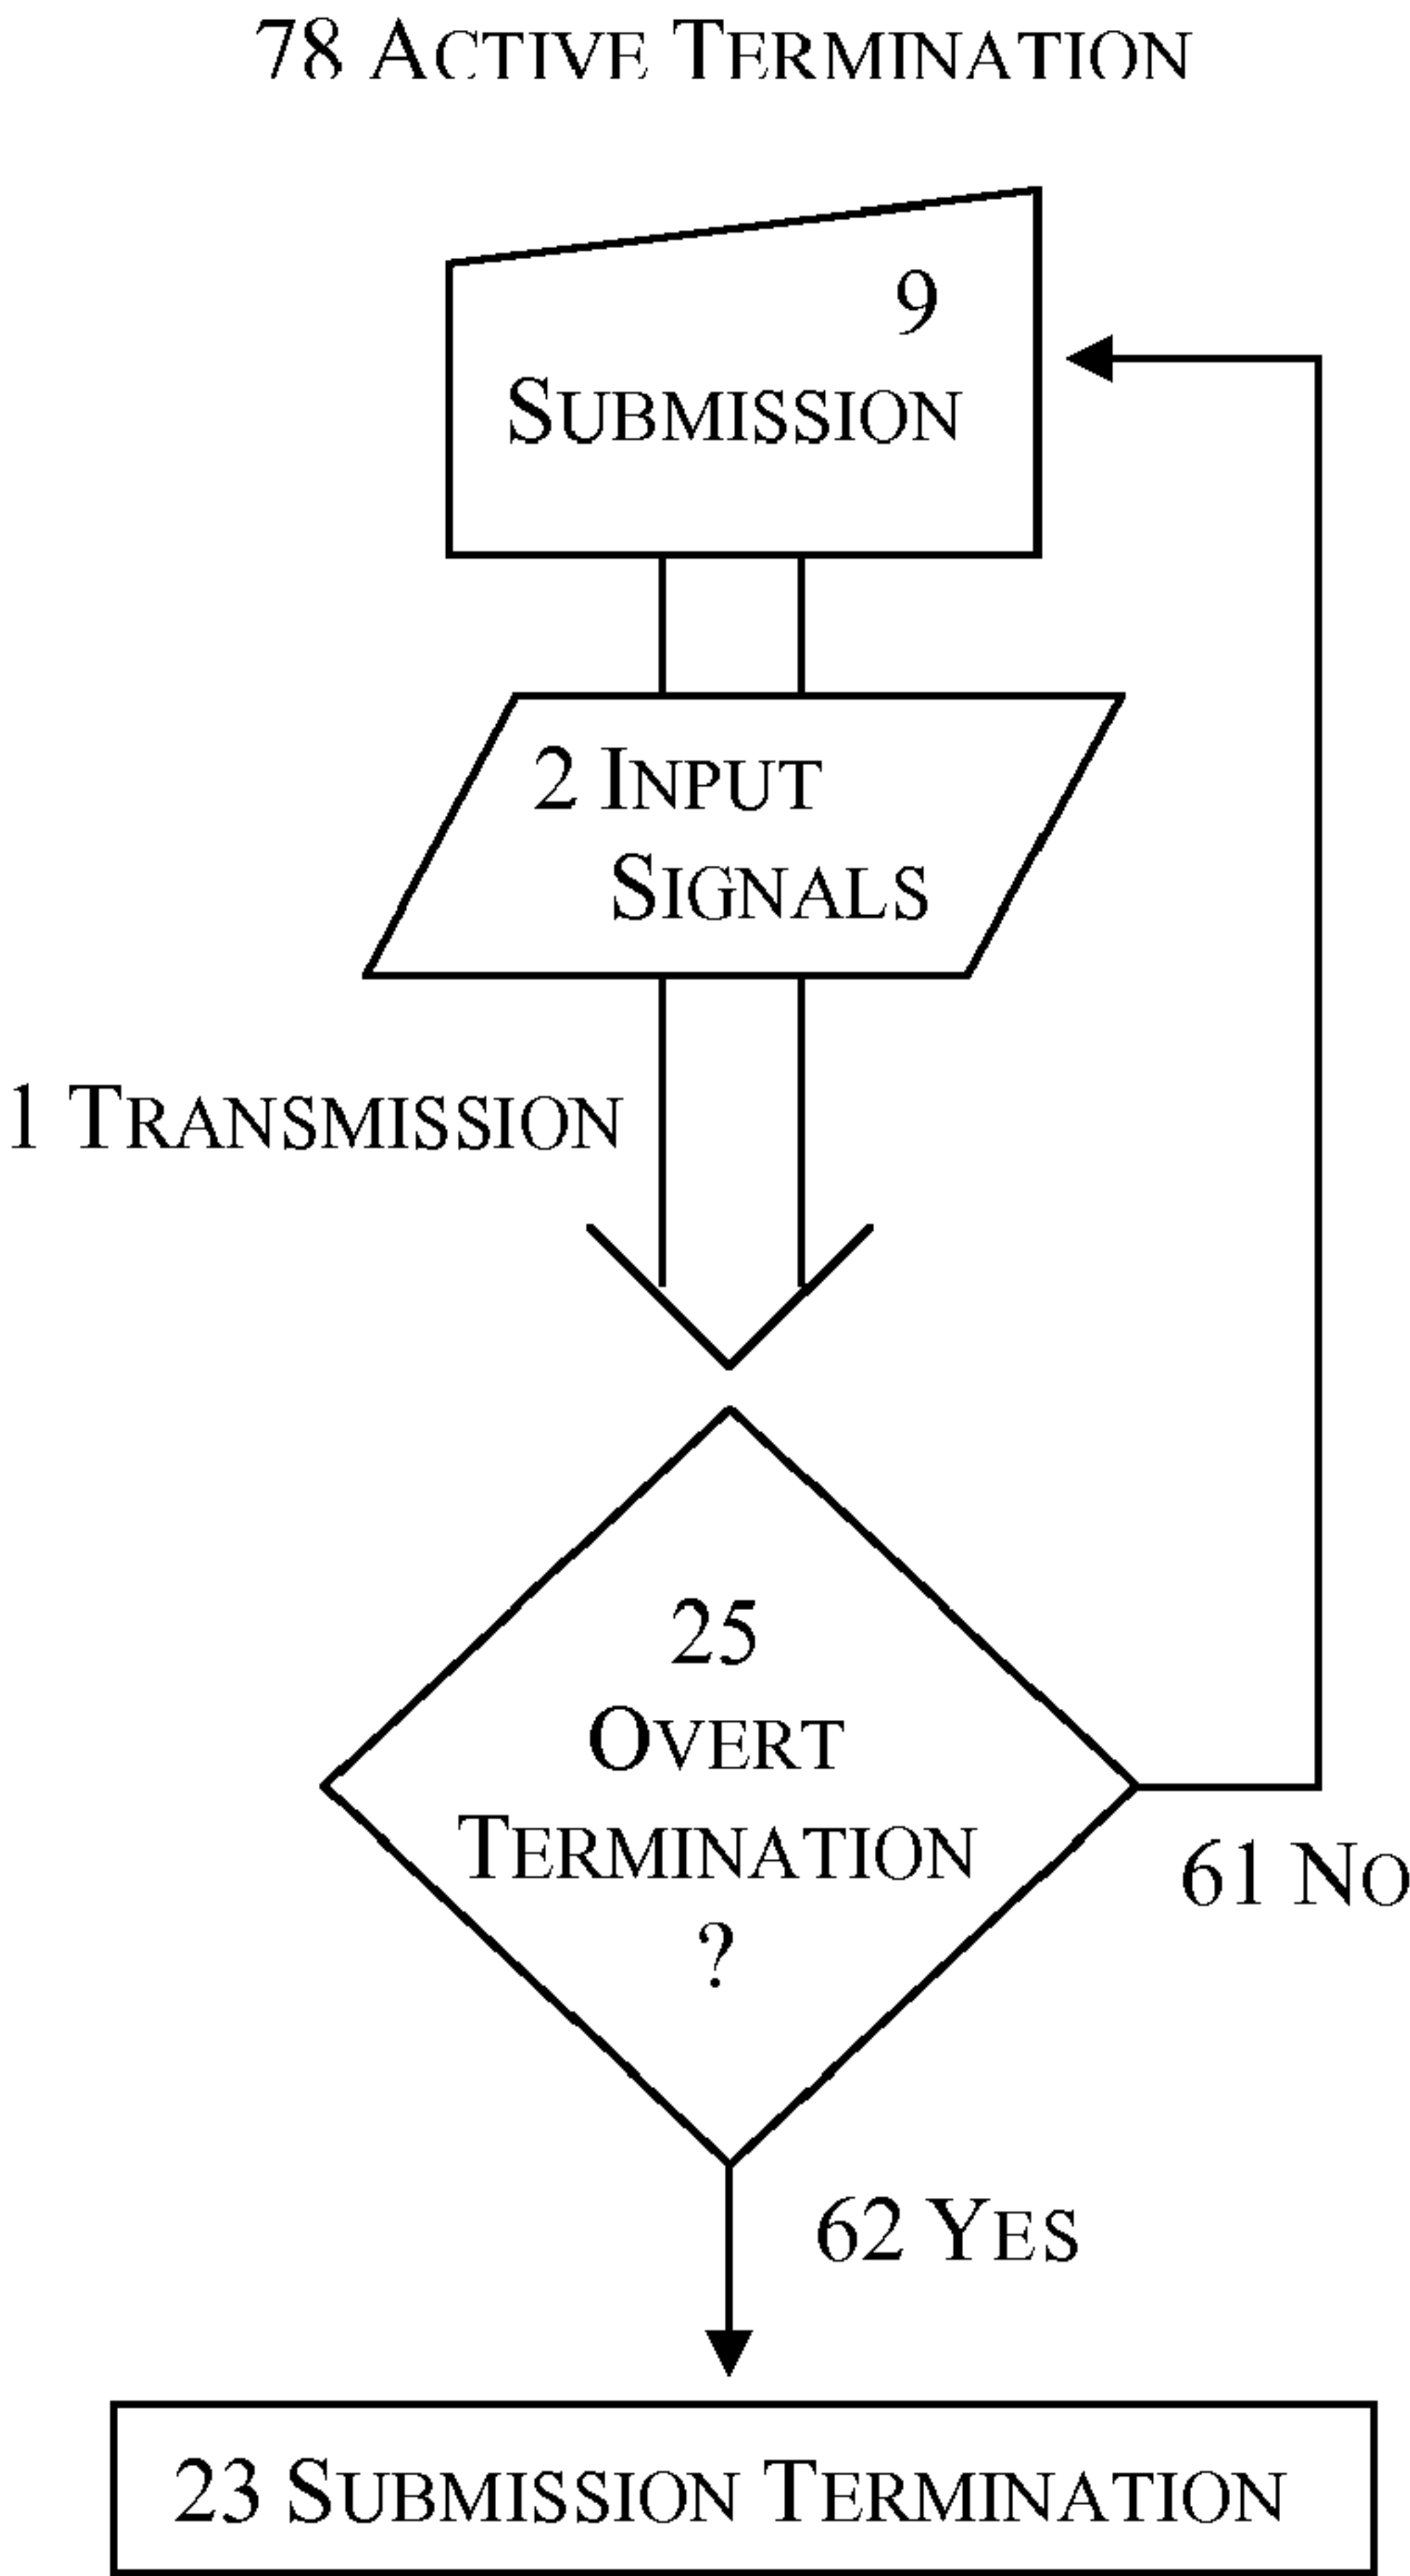 78 ACTIVE TERMINATION
9
SUBMISSION
2 INPUT
SIGNALS
1 TRANSMISSION
25
OVERT
TERMINATION
?
61 NO
62 YES
23 SUBMISSION TERMINATION